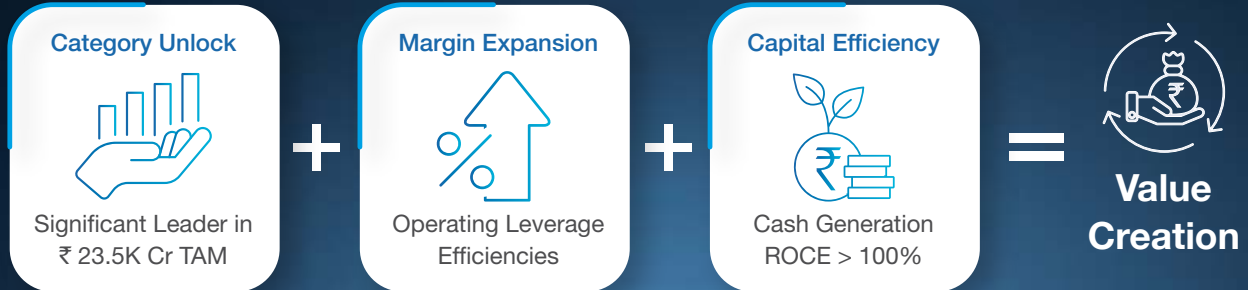 Category Unlock
Significant Leader in
₹ 23.5K Cr TAM
+
Margin Expansion
%
Operating Leverage
Efficiencies
+
Capital Efficiency
₹
Cash Generation
ROCE > 100%
=
₹
Value
Creation